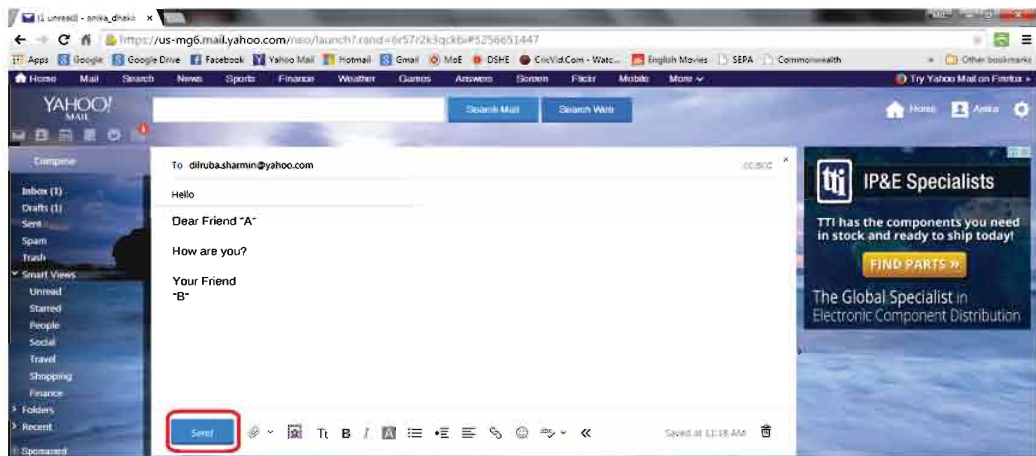 (1 unread) - anika_dhaka
https://us-mg6.mail.yahoo.com/neo/launch?.rand=6r57r2k3qckb#5256651447
Apps Google Google Drive Facebook Yahoo Mail Hotmail Gmail MoE DSHE CricVid.Com - Watc... English Movies SEPA Commonwealth » Other bookmarks
Home Mail Search News Sports Finance Weather Games Answers Screen Flickr Mobile More Try Yahoo Mail on Firefox »
YAHOO! MAIL
Search Mail Search Web
Home Anika
Compose
Inbox (1)
Drafts (1)
Sent
Spam
Trash
Smart Views
Unread
Starred
People
Social
Travel
Shopping
Finance
Folders
Recent
Sponsored
To dilruba.sharmin@yahoo.com
CC/BCC
Hello
Dear Friend "A"
How are you?
Your Friend
"B"
Send
Tt B I
Saved at 11:18 AM
tti IP&E Specialists
TTI has the components you need
in stock and ready to ship today!
FIND PARTS »
The Global Specialist in
Electronic Component Distribution